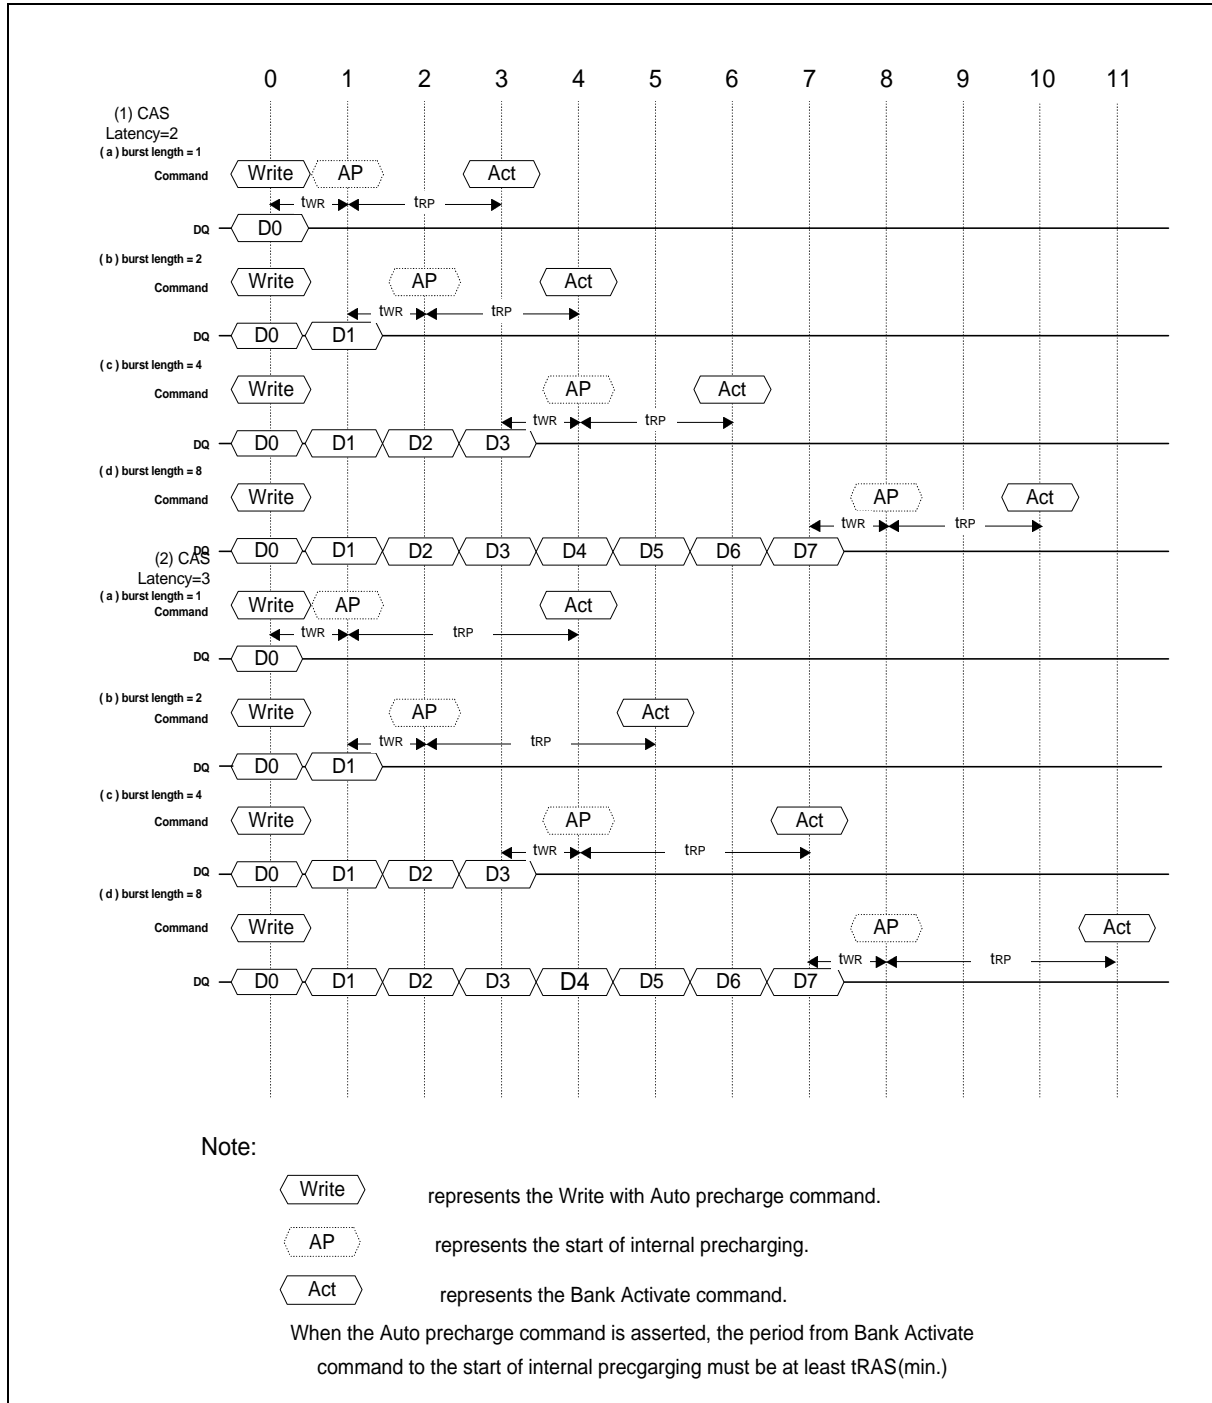 0 1 2 3 4 5 6 7 8 9 10 11
(1) CAS
Latency=2
( a ) burst length = 1
Command Write AP Act
tWR tRP
DQ D0
( b ) burst length = 2
Command Write AP Act
tWR tRP
DQ D0 D1
( c ) burst length = 4
Command Write AP Act
tWR tRP
DQ D0 D1 D2 D3
( d ) burst length = 8
Command Write AP Act
tWR tRP
DQ D0 D1 D2 D3 D4 D5 D6 D7
(2) CAS
Latency=3
( a ) burst length = 1
Command Write AP Act
tWR tRP
DQ D0
( b ) burst length = 2
Command Write AP Act
tWR tRP
DQ D0 D1
( c ) burst length = 4
Command Write AP Act
tWR tRP
DQ D0 D1 D2 D3
( d ) burst length = 8
Command Write AP Act
tWR tRP
DQ D0 D1 D2 D3 D4 D5 D6 D7
Note:
Write represents the Write with Auto precharge command.
AP represents the start of internal precharging.
Act represents the Bank Activate command.
When the Auto precharge command is asserted, the period from Bank Activate
command to the start of internal precgarging must be at least tRAS(min.)